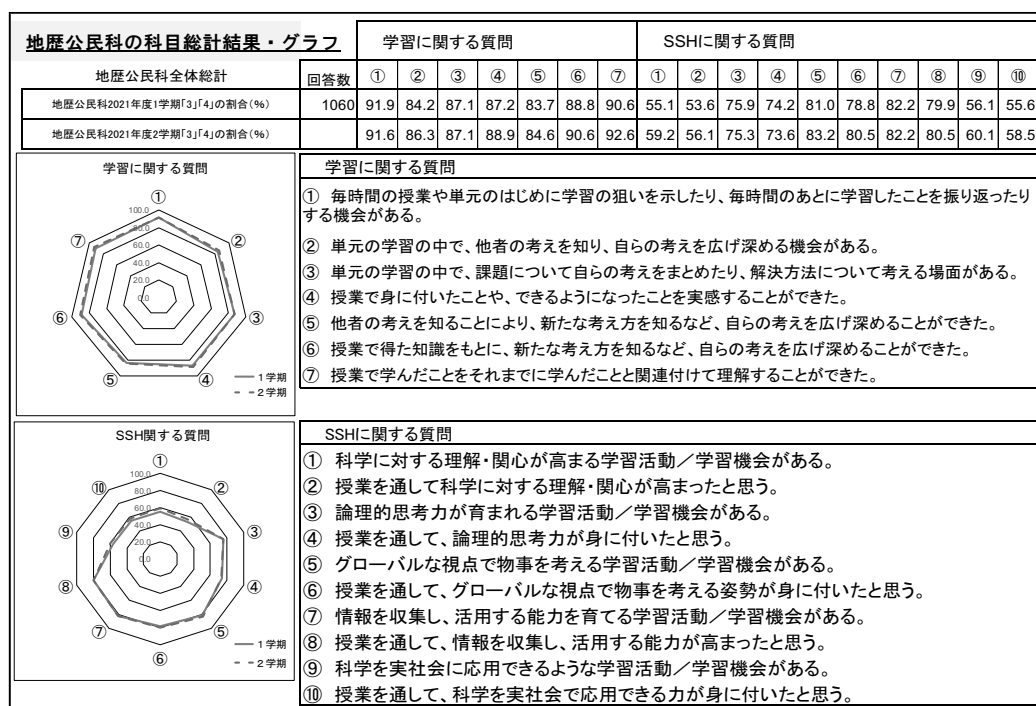 地歴公民科の科目総計結果・グラフ 学習に関する質問 SSHに関する質問
地歴公民科全体総計 回答数 ① ② ③ ④ ⑤ ⑥ ⑦ ① ② ③ ④ ⑤ ⑥ ⑦ ⑧ ⑨ ⑩
地歴公民科2021年度1学期｢3｣｢4｣の割合(%) 1060 91.9 84.2 87.1 87.2 83.7 88.8 90.6 55.1 53.6 75.9 74.2 81.0 78.8 82.2 79.9 56.1 55.6
地歴公民科2021年度2学期｢3｣｢4｣の割合(%) 91.6 86.3 87.1 88.9 84.6 90.6 92.6 59.2 56.1 75.3 73.6 83.2 80.5 82.2 80.5 60.1 58.5
学習に関する質問
①
②
③
④
⑤
⑥
⑦
100.0
80.0
60.0
40.0
20.0
0.0
1学期
2学期
学習に関する質問
① 毎時間の授業や単元のはじめに学習の狙いを示したり、毎時間のあとに学習したことを振り返ったり
する機会がある。
② 単元の学習の中で、他者の考えを知り、自らの考えを広げ深める機会がある。
③ 単元の学習の中で、課題について自らの考えをまとめたり、解決方法について考える場面がある。
④ 授業で身に付いたことや、できるようになったことを実感することができた。
⑤ 他者の考えを知ることにより、新たな考え方を知るなど、自らの考えを広げ深めることができた。
⑥ 授業で得た知識をもとに、新たな考え方を知るなど、自らの考えを広げ深めることができた。
⑦ 授業で学んだことをそれまでに学んだことと関連付けて理解することができた。
SSH関する質問
①
②
③
④
⑤
⑥
⑦
⑧
⑨
⑩
100.0
80.0
60.0
40.0
20.0
0.0
1学期
2学期
SSHに関する質問
① 科学に対する理解・関心が高まる学習活動／学習機会がある。
② 授業を通して科学に対する理解・関心が高まったと思う。
③ 論理的思考力が育まれる学習活動／学習機会がある。
④ 授業を通して、論理的思考力が身に付いたと思う。
⑤ グローバルな視点で物事を考える学習活動／学習機会がある。
⑥ 授業を通して、グローバルな視点で物事を考える姿勢が身に付いたと思う。
⑦ 情報を収集し、活用する能力を育てる学習活動／学習機会がある。
⑧ 授業を通して、情報を収集し、活用する能力が高まったと思う。
⑨ 科学を実社会に応用できるような学習活動／学習機会がある。
⑩ 授業を通して、科学を実社会で応用できる力が身に付いたと思う。